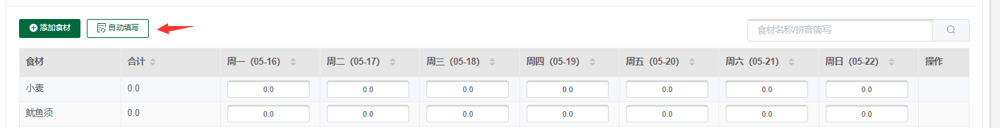 添加食材 自动填写 食材名称/拼音简写
食材 合计 周一（05-16） 周二（05-17） 周三（05-18） 周四（05-19） 周五（05-20） 周六（05-21） 周日（05-22） 操作
小麦 0.0 0.0 0.0 0.0 0.0 0.0 0.0 0.0
鱿鱼须 0.0 0.0 0.0 0.0 0.0 0.0 0.0 0.0